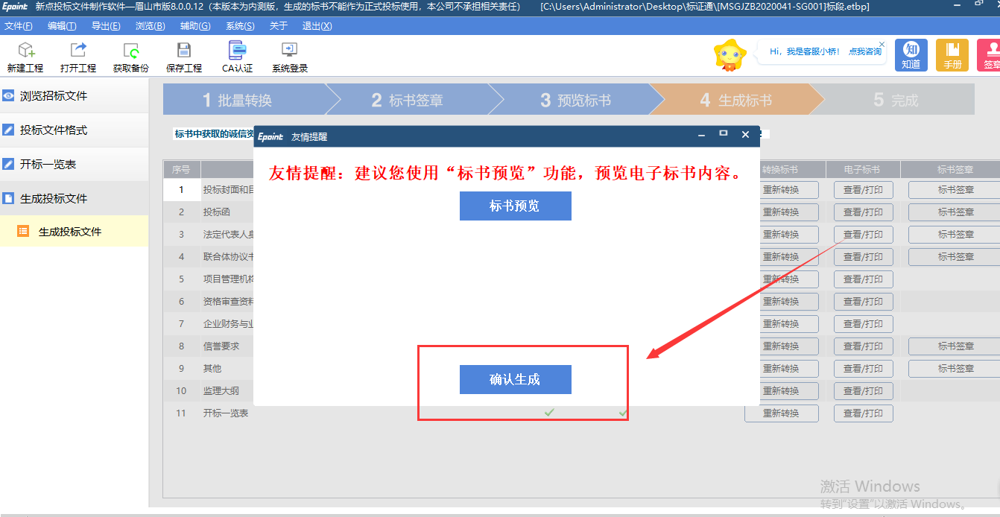 Epoint 新点投标文件制作软件—眉山市版8.0.0.12（本版本为内测版，生成的标书不能作为正式投标使用，本公司不承担相关责任） [C:\Users\Administrator\Desktop\标证通\[MSGJZB2020041-SG001]标段.etbp]
文件(F) 编辑(T) 导出(E) 浏览(B) 辅助(G) 系统(S) 关于 退出(X)
Hi，我是客服小桥！ 点我咨询
新建工程 打开工程 获取备份 保存工程 CA认证 系统登录
知
知道 手册 签章
浏览招标文件
投标文件格式
开标一览表
生成投标文件
生成投标文件
1 批量转换 2 标书签章 3 预览标书 4 生成标书 5 完成
标书中获取的诚信
Epoint 友情提醒
友情提醒：建议您使用“标书预览”功能，预览电子标书内容。
标书预览
确认生成
序号 转换标书 电子标书 标书签章
1 投标封面和 重新转换 查看/打印 标书签章
2 投标函 重新转换 查看/打印 标书签章
3 法定代表人 重新转换 查看/打印 标书签章
4 联合体协议书 重新转换 查看/打印 标书签章
5 项目管理机构 重新转换 查看/打印
6 资格审查资料 重新转换 查看/打印
7 企业财务与业 重新转换 查看/打印
8 信誉要求 重新转换 查看/打印 标书签章
9 其他 重新转换 查看/打印 标书签章
10 监理大纲 重新转换 查看/打印
11 开标一览表 重新转换 查看/打印
激活 Windows
转到“设置”以激活 Windows。